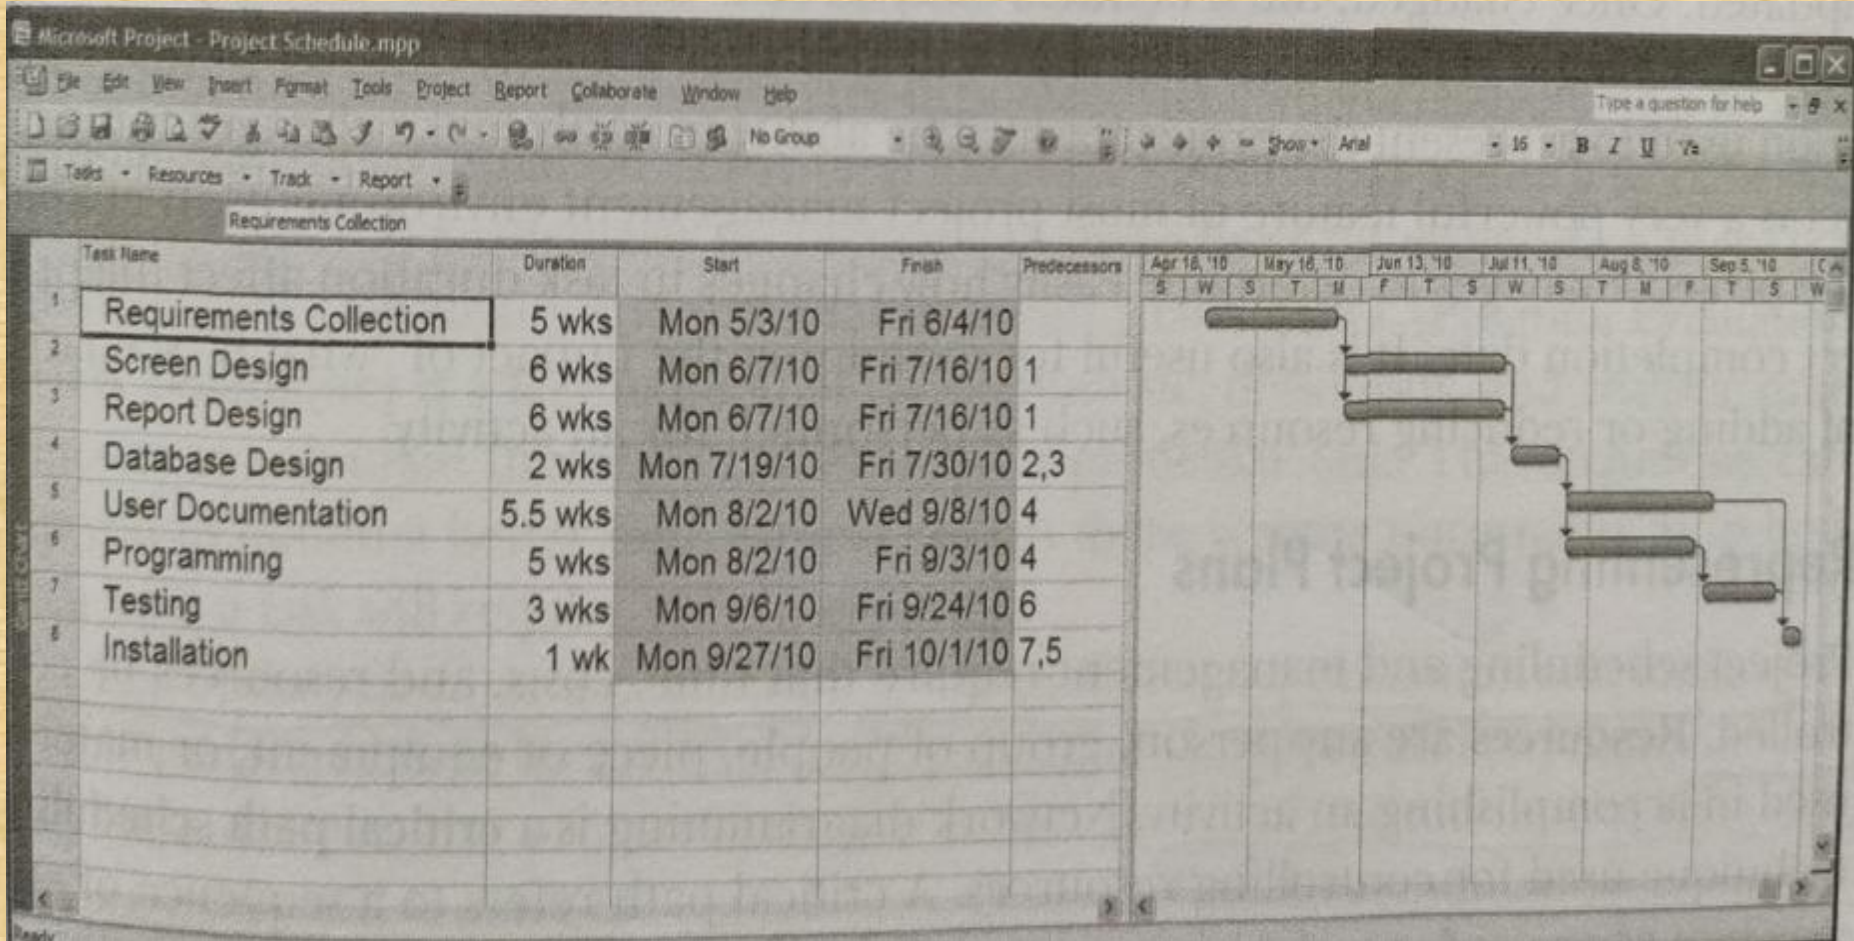 Microsoft Project - Project Schedule.mpp
File Edit View Insert Format Tools Project Report Collaborate Window Help
Type a question for help
No Group Show Arial 16 B I U
Tasks Resources Track Report
Requirements Collection
Task Name Duration Start Finish Predecessors Apr 18, '10 May 16, '10 Jun 13, '10 Jul 11, '10 Aug 8, '10 Sep 5, '10
S W S T M F T S W S T M F T S W
1 Requirements Collection 5 wks Mon 5/3/10 Fri 6/4/10
2 Screen Design 6 wks Mon 6/7/10 Fri 7/16/10 1
3 Report Design 6 wks Mon 6/7/10 Fri 7/16/10 1
4 Database Design 2 wks Mon 7/19/10 Fri 7/30/10 2,3
5 User Documentation 5.5 wks Mon 8/2/10 Wed 9/8/10 4
6 Programming 5 wks Mon 8/2/10 Fri 9/3/10 4
7 Testing 3 wks Mon 9/6/10 Fri 9/24/10 6
8 Installation 1 wk Mon 9/27/10 Fri 10/1/10 7,5
Ready